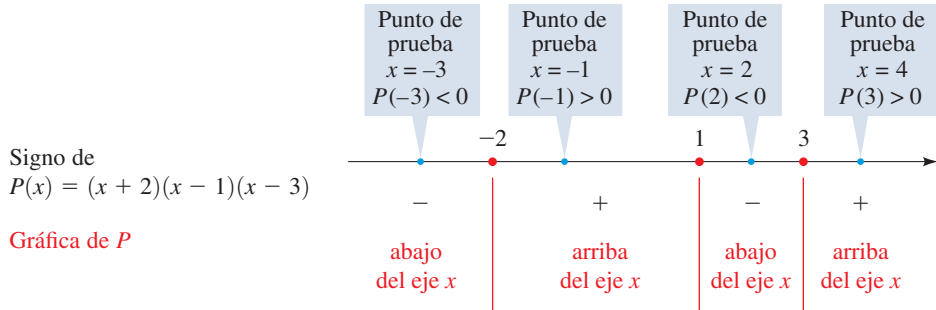 Punto de
prueba
x = –3
P(–3) < 0
Punto de
prueba
x = –1
P(–1) > 0
Punto de
prueba
x = 2
P(2) < 0
Punto de
prueba
x = 4
P(3) > 0
−2
1
3
Signo de
P(x) = (x + 2)(x − 1)(x − 3)
−
+
−
+
Gráfica de P
abajo
del eje x
arriba
del eje x
abajo
del eje x
arriba
del eje x